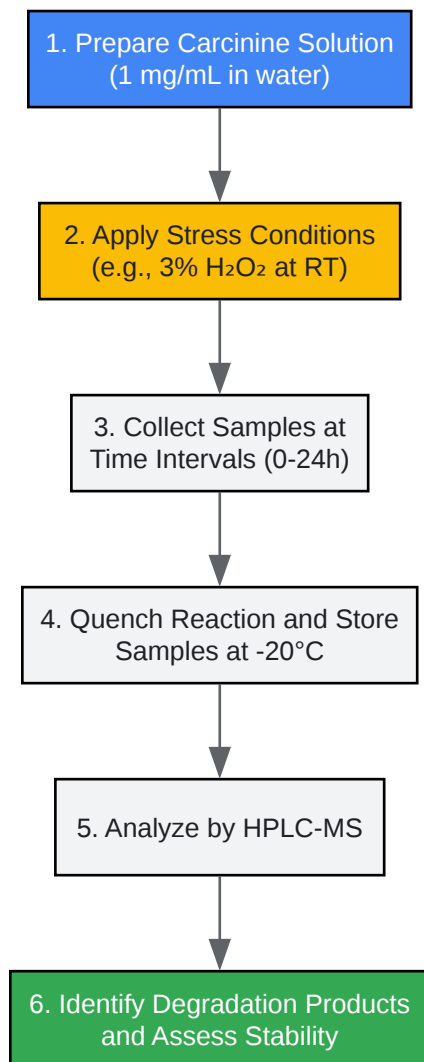 1. Prepare Carcinine Solution
(1 mg/mL in water)
2. Apply Stress Conditions
(e.g., 3% H₂O₂ at RT)
3. Collect Samples at
Time Intervals (0-24h)
4. Quench Reaction and Store
Samples at -20°C
5. Analyze by HPLC-MS
6. Identify Degradation Products
and Assess Stability